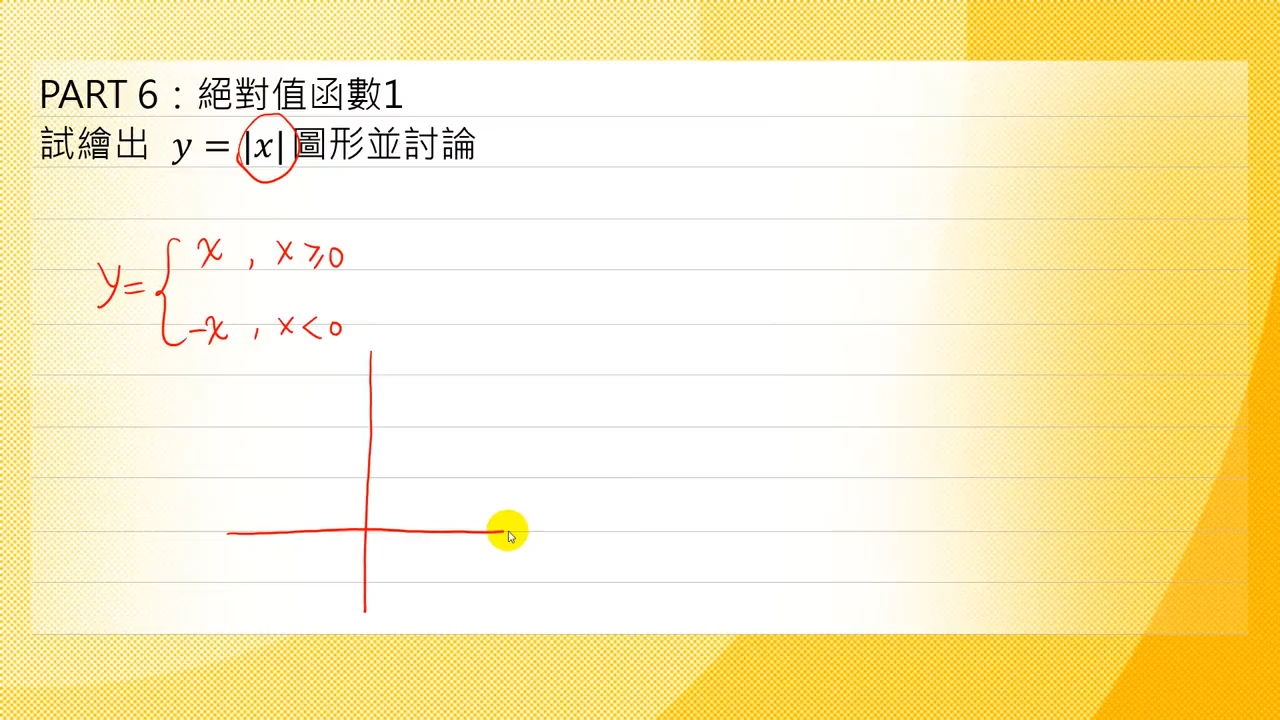 PART 6：絕對值函數1
試繪出 y = |x| 圖形並討論
y = { x , x ≥ 0
-x , x < 0